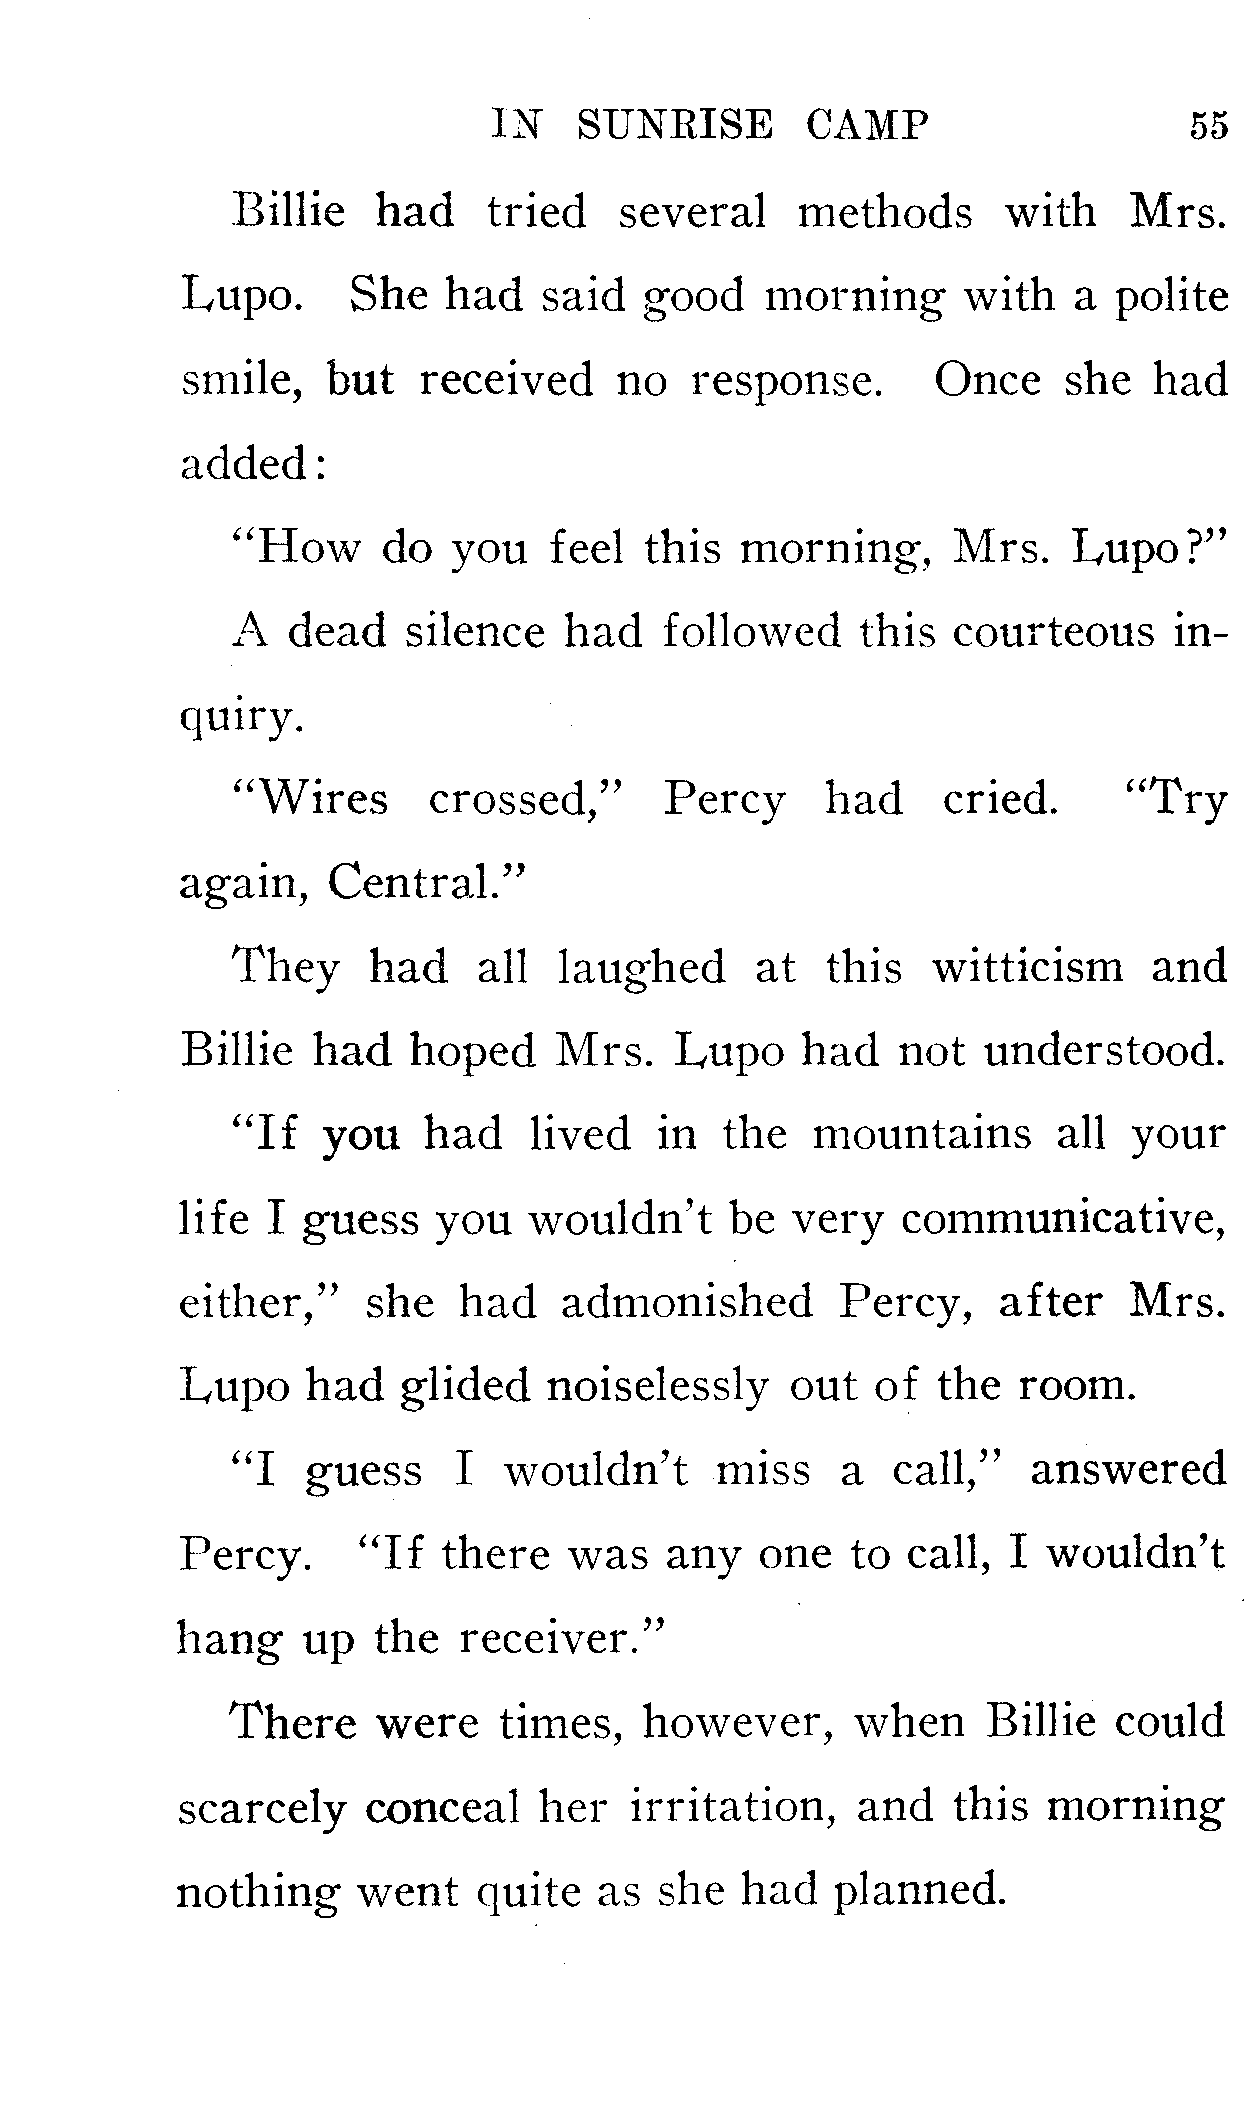 IN SUNRISE CAMP 55
Billie had tried several methods with Mrs.
Lupo. She had said good morning with a polite
smile, but received no response. Once she had
added:
"How do you feel this morning, Mrs. Lupo?"
A dead silence had followed this courteous in-
quiry.
"Wires crossed," Percy had cried. "Try
again, Central."
They had all laughed at this witticism and
Billie had hoped Mrs. Lupo had not understood.
"If you had lived in the mountains all your
life I guess you wouldn't be very communicative,
either," she had admonished Percy, after Mrs.
Lupo had glided noiselessly out of the room.
"I guess I wouldn't miss a call," answered
Percy. "If there was any one to call, I wouldn't
hang up the receiver."
There were times, however, when Billie could
scarcely conceal her irritation, and this morning
nothing went quite as she had planned.